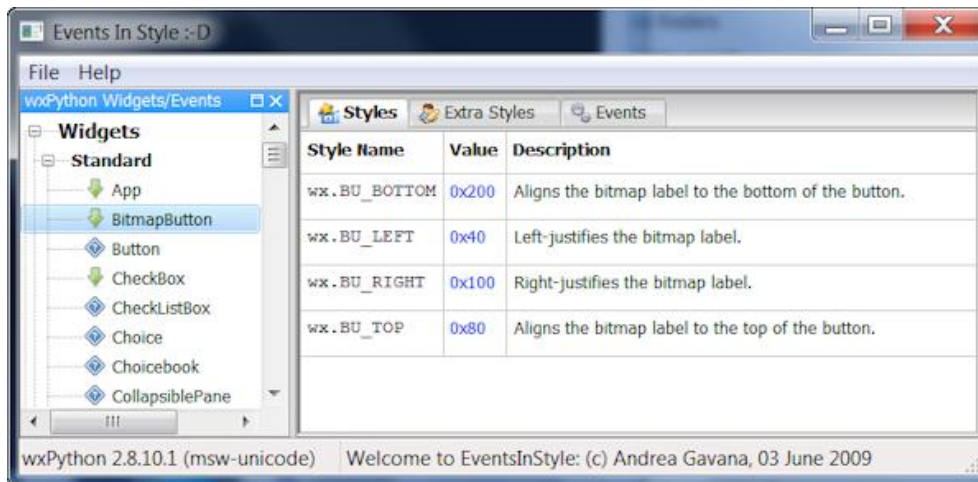 Events In Style :-D
File Help
wxPython Widgets/Events
Widgets
Standard
App
BitmapButton
Button
CheckBox
CheckListBox
Choice
Choicebook
CollapsiblePane
Styles Extra Styles Events
Style Name Value Description
wx.BU_BOTTOM 0x200 Aligns the bitmap label to the bottom of the button.
wx.BU_LEFT 0x40 Left-justifies the bitmap label.
wx.BU_RIGHT 0x100 Right-justifies the bitmap label.
wx.BU_TOP 0x80 Aligns the bitmap label to the top of the button.
wxPython 2.8.10.1 (msw-unicode) Welcome to EventsInStyle: (c) Andrea Gavana, 03 June 2009